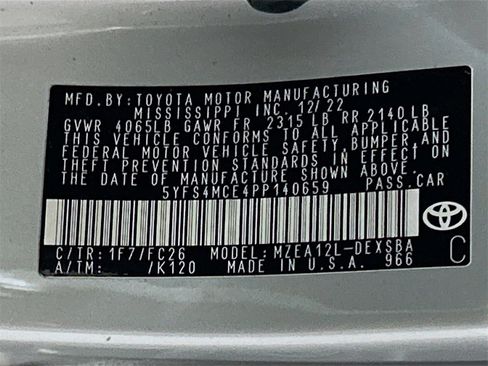 MFD.BY:TOYOTA MOTOR MANUFACTURING
MISSISSIPPI INC. 12/22
GVWR 4065LB GAWR FR 2315 LB RR 2140 LB
THIS VEHICLE CONFORMS TO ALL APPLICABLE
FEDERAL MOTOR VEHICLE SAFETY, BUMPER, AND
THEFT PREVENTION STANDARDS IN EFFECT ON
THE DATE OF MANUFACTURE SHOWN ABOVE.
5YFS4MCE4PP140659 PASS.CAR
C/TR: 1F7/FC26 MODEL: MZEA12L-DEXSBA
A/TM: /K120 MADE IN U.S.A. 966
TOYOTA
C